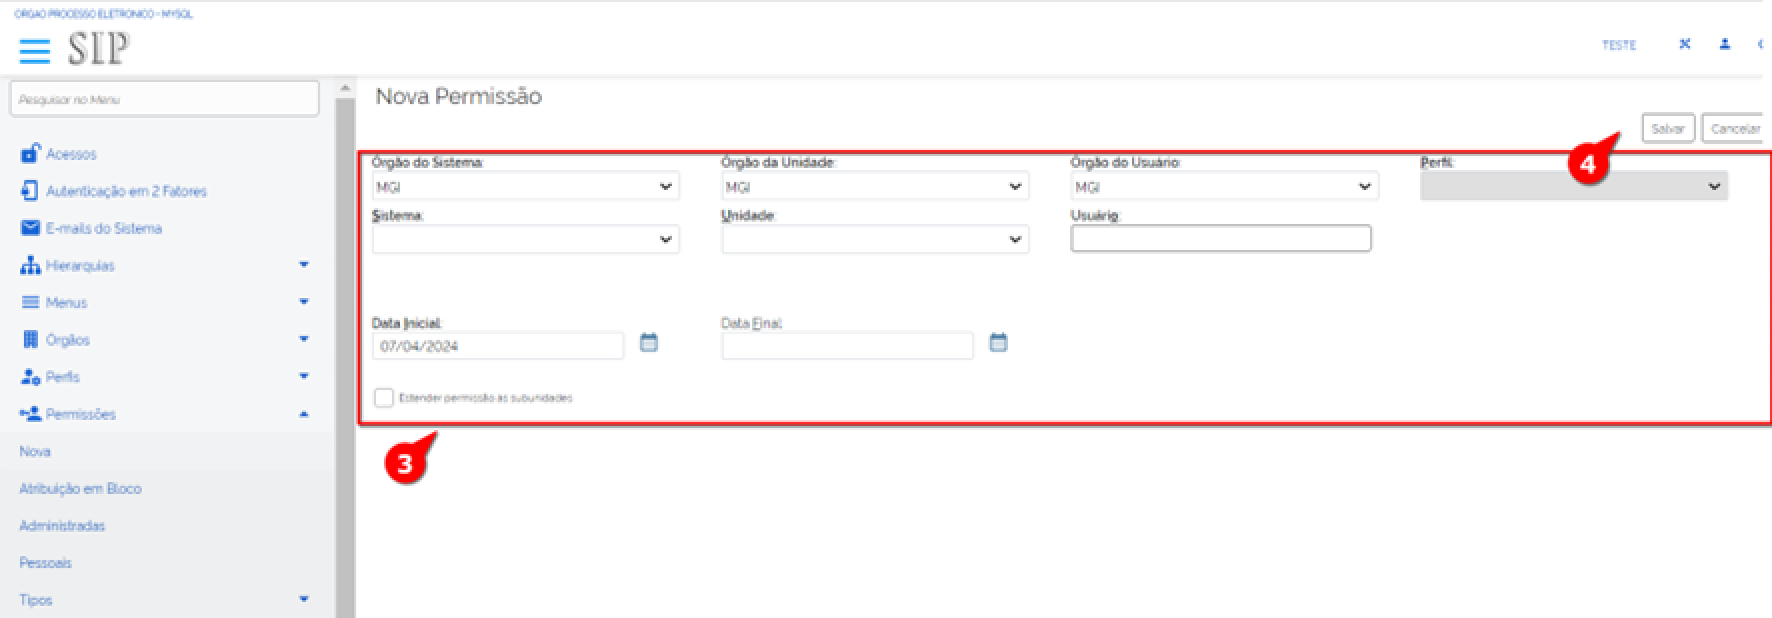 ORGAO PROCESSO ELETRONICO - MYSQL
SIP
TESTE
Pesquisar no Menu
Nova Permissão
Salvar
Cancelar
4
Acessos
Autenticação em 2 Fatores
E-mails do Sistema
Hierarquias
Menus
Órgãos
Perfis
Permissões
Nova
Atribuição em Bloco
Administradas
Pessoais
Tipos
Órgão do Sistema:
Órgão da Unidade:
Órgão do Usuário:
Perfil:
MGI
MGI
MGI
Sistema:
Unidade:
Usuário:
Data Inicial:
Data Final:
07/04/2024
Estender permissão às subunidades
3